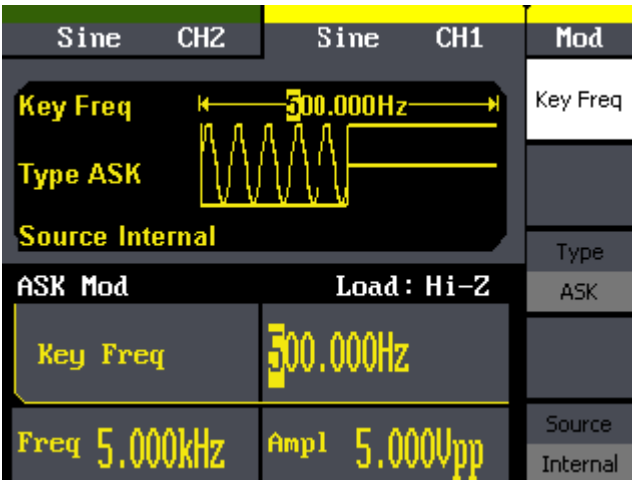 Sine CH2 Sine CH1 Mod
Key Freq 500.000Hz Key Freq
Type ASK
Source Internal
Type
ASK Mod Load: Hi-Z ASK
Key Freq 500.000Hz
Source
Freq 5.000kHz Ampl 5.000Vpp Internal